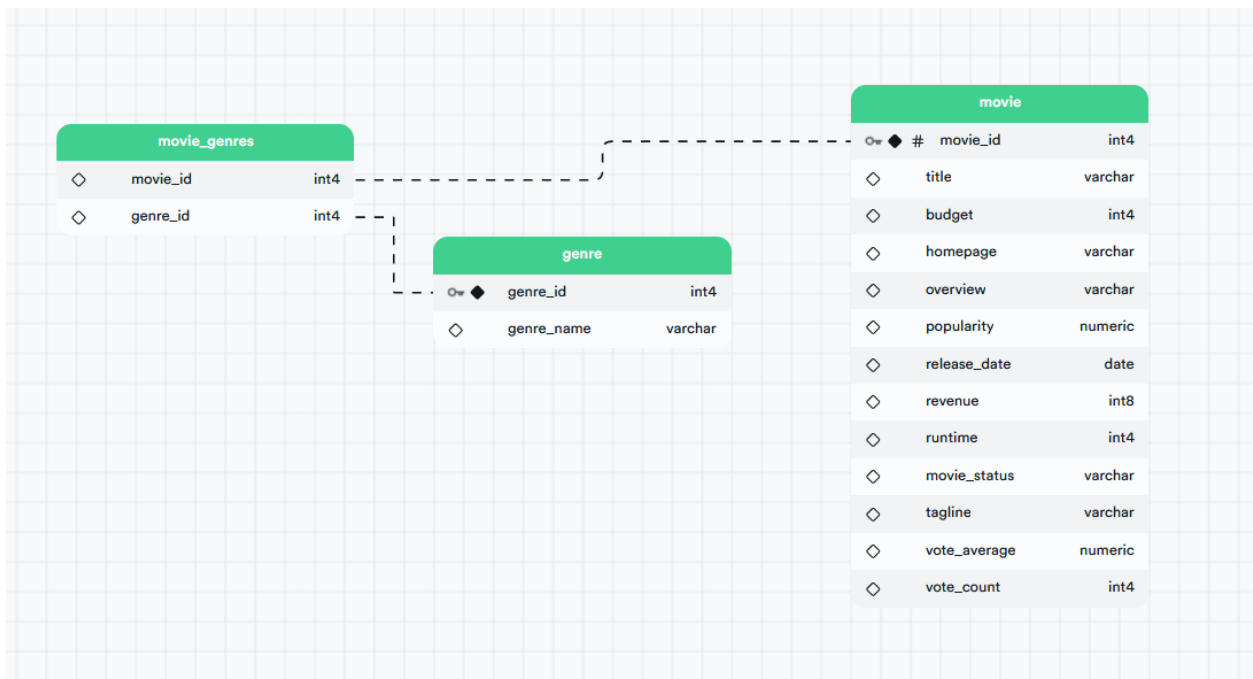 movie_genres
movie_id int4
genre_id int4
genre
genre_id int4
genre_name varchar
movie
# movie_id int4
title varchar
budget int4
homepage varchar
overview varchar
popularity numeric
release_date date
revenue int8
runtime int4
movie_status varchar
tagline varchar
vote_average numeric
vote_count int4